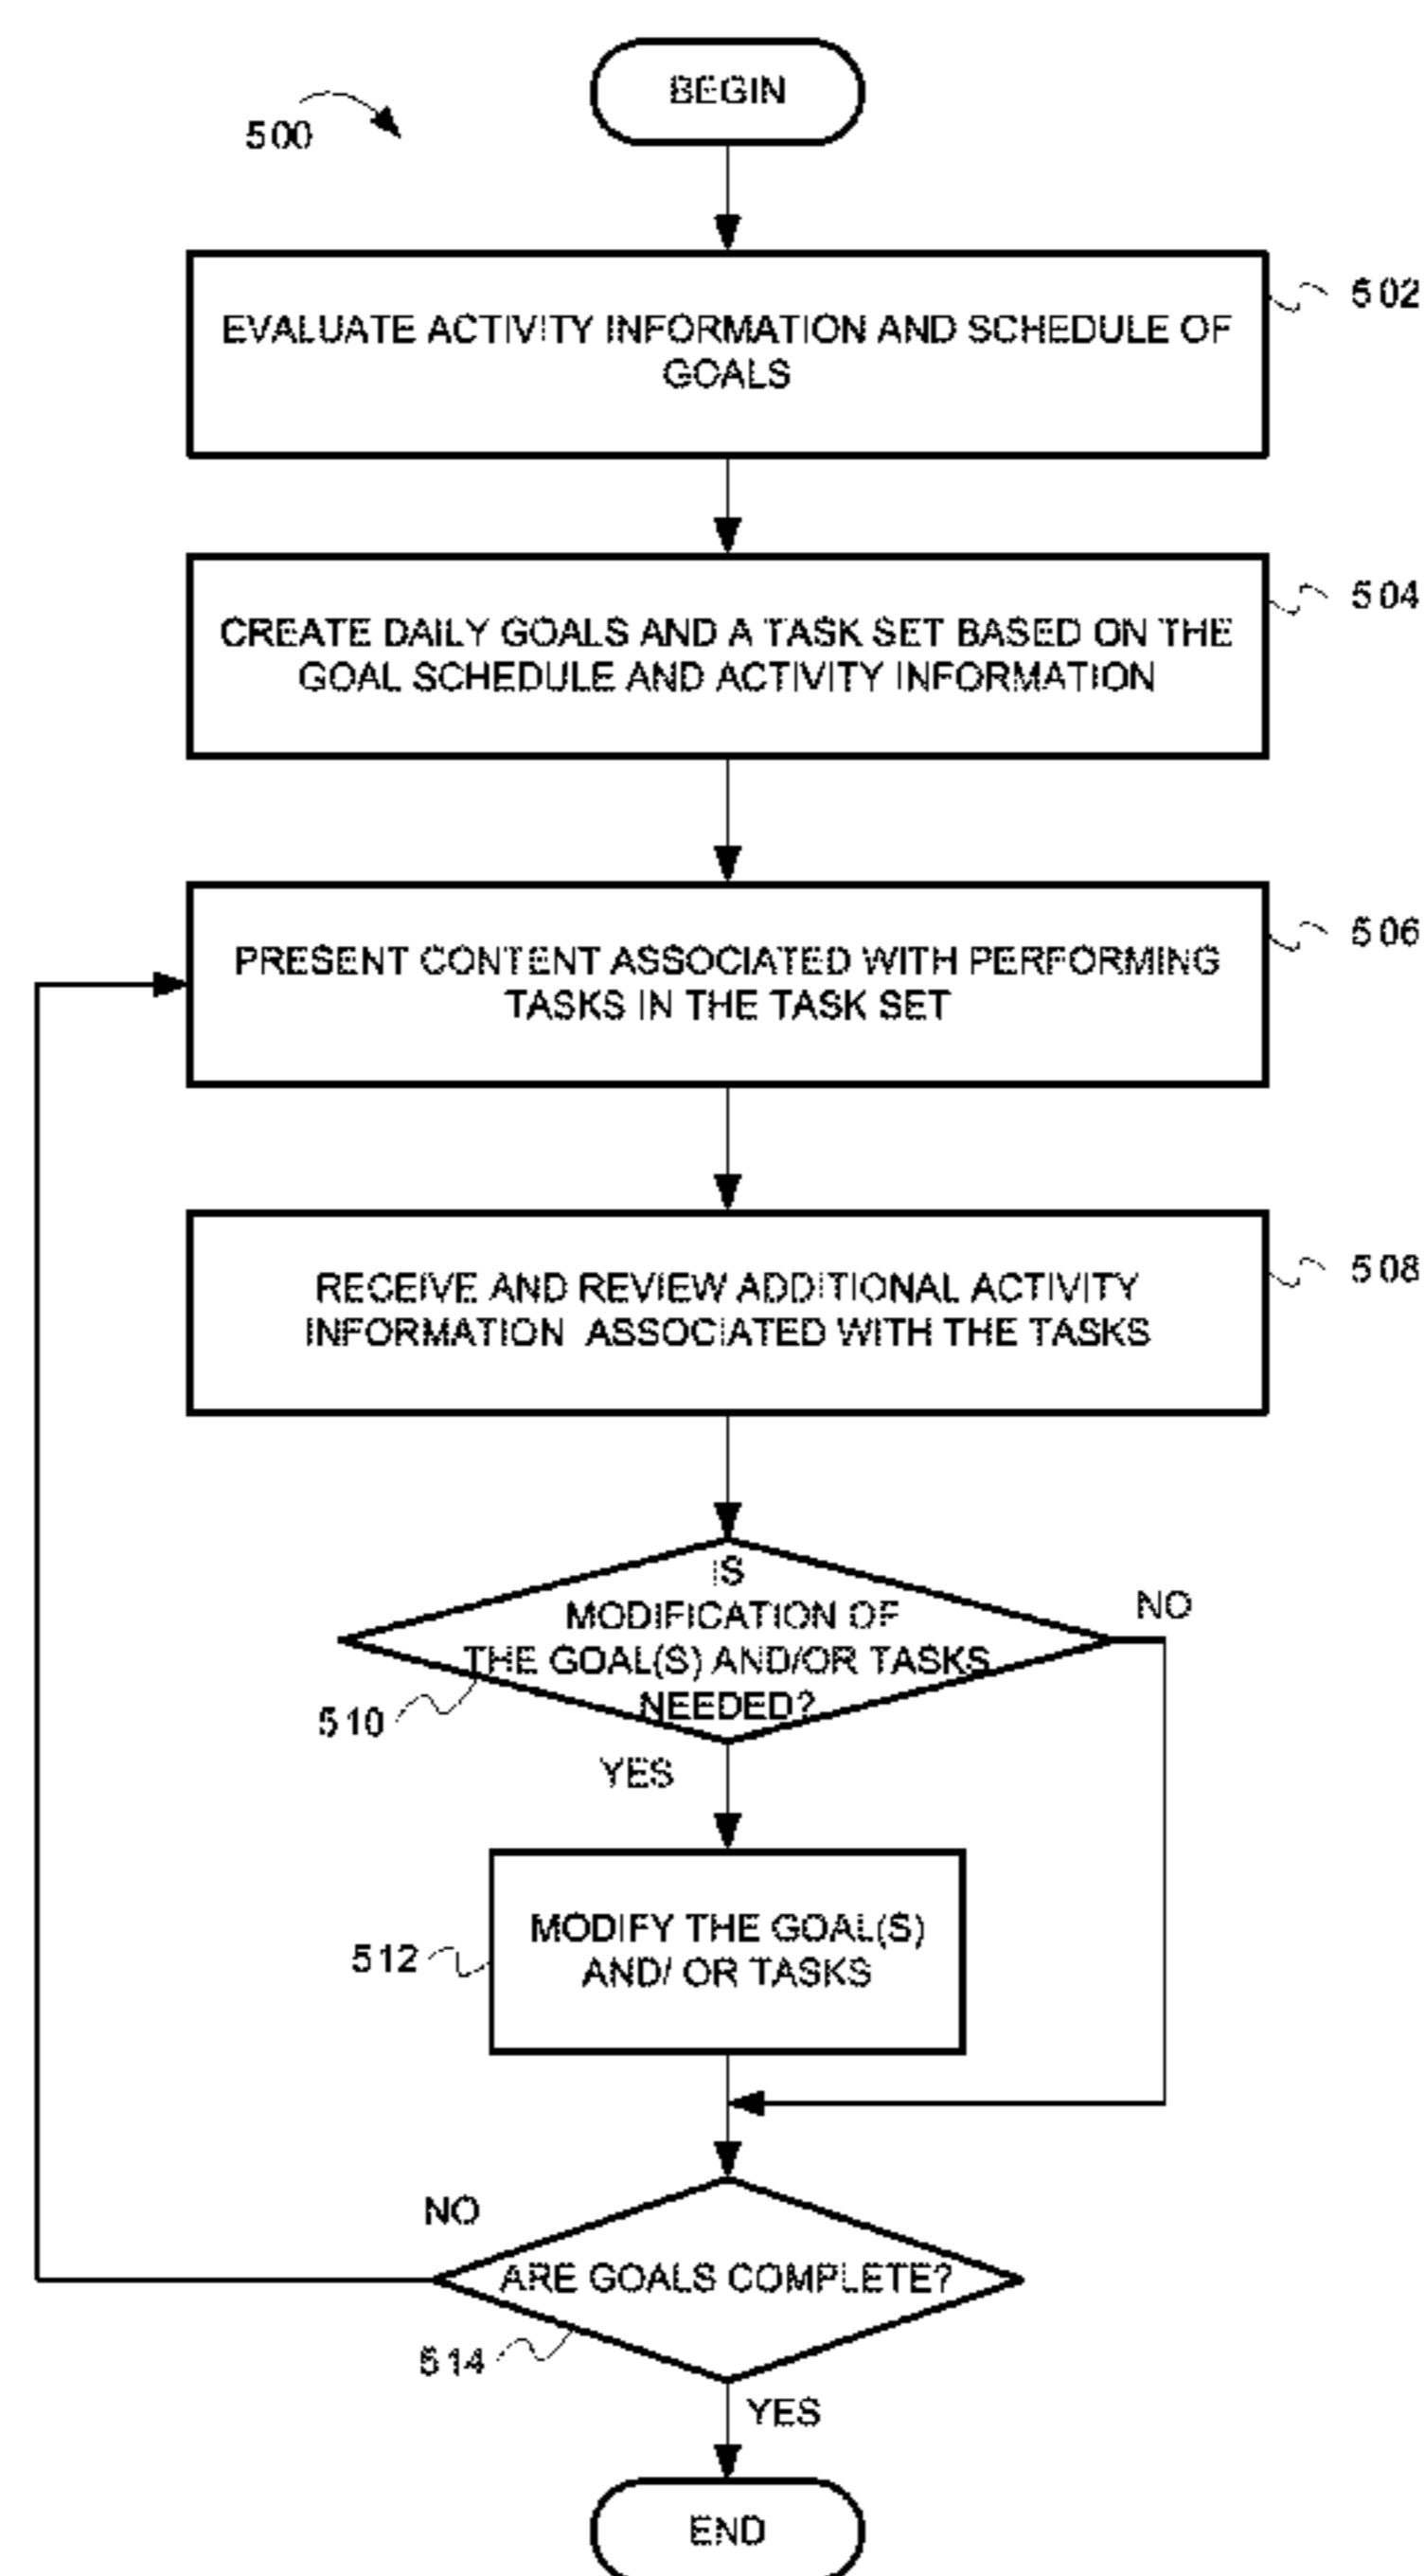 BEGIN
500
502
EVALUATE ACTIVITY INFORMATION AND SCHEDULE OF
GOALS
504
CREATE DAILY GOALS AND A TASK SET BASED ON THE
GOAL SCHEDULE AND ACTIVITY INFORMATION
506
PRESENT CONTENT ASSOCIATED WITH PERFORMING
TASKS IN THE TASK SET
508
RECEIVE AND REVIEW ADDITIONAL ACTIVITY
INFORMATION ASSOCIATED WITH THE TASKS
IS
MODIFICATION OF
THE GOAL(S) AND/OR TASKS
NEEDED?
NO
510
YES
MODIFY THE GOAL(S)
AND/ OR TASKS
512
NO
ARE GOALS COMPLETE?
514
YES
END